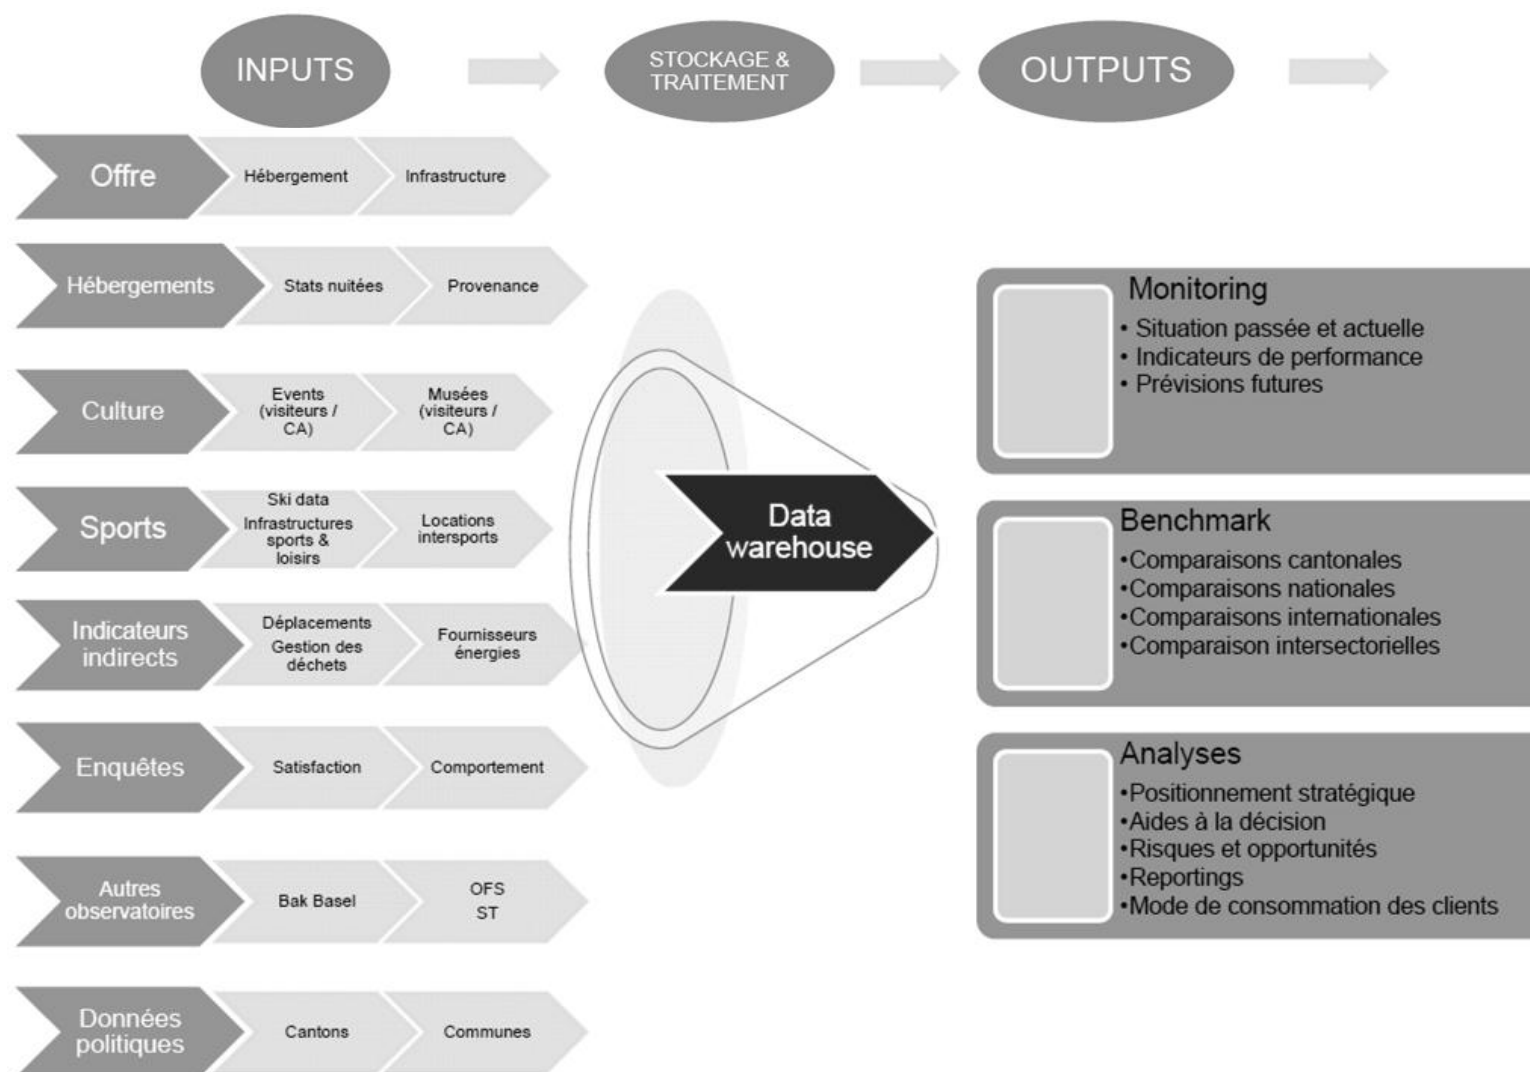 INPUTS
STOCKAGE &
TRAITEMENT
OUTPUTS
Offre
Hébergement
Infrastructure
Hébergements
Stats nuitées
Provenance
Culture
Events
(visiteurs /
CA)
Musées
(visiteurs /
CA)
Sports
Ski data
Infrastructures
sports &
loisirs
Locations
intersports
Indicateurs
indirects
Déplacements
Gestion des
déchets
Fournisseurs
énergies
Enquêtes
Satisfaction
Comportement
Autres
observatoires
Bak Basel
OFS
ST
Données
politiques
Cantons
Communes
Data
warehouse
Monitoring
• Situation passée et actuelle
• Indicateurs de performance
• Prévisions futures
Benchmark
•Comparaisons cantonales
•Comparaisons nationales
•Comparaisons internationales
•Comparaison intersectorielles
Analyses
•Positionnement stratégique
•Aides à la décision
•Risques et opportunités
•Reportings
•Mode de consommation des clients